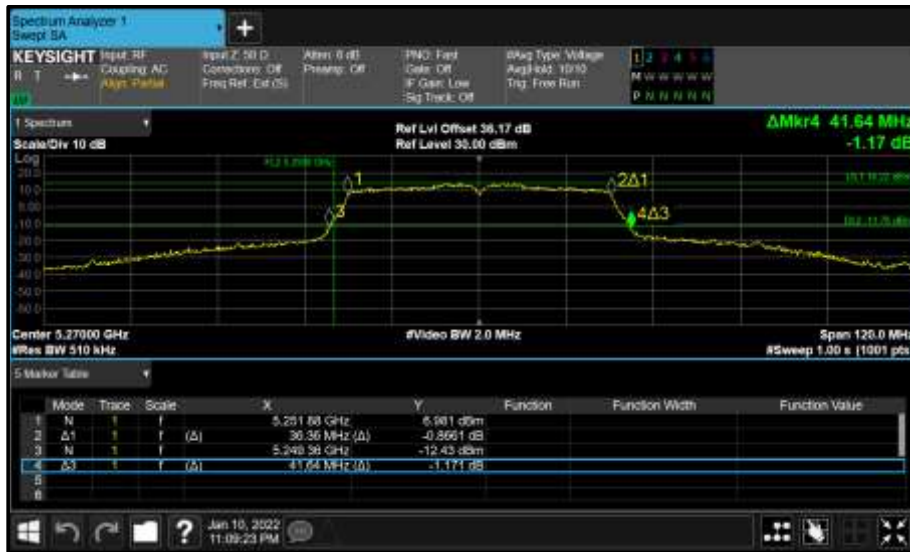 Spectrum Analyzer 1
Swept SA
+
KEYSIGHT
R T
Input: RF
Coupling: AC
Align: Partial
Input Z: 50 Ω
Corrections: Off
Freq Ref: Ext (S)
Atten: 6 dB
Preamp: Off
PNO: Fast
Gate: Off
IF Gain: Low
Sig Track: Off
#Avg Type: Voltage
Avg|Hold: 10/10
Trig: Free Run
1 2 3 4 5 6
M W W W W W
P N N N N N
1 Spectrum
Scale/Div 10 dB
Ref Lvl Offset 36.17 dB
Ref Level 30.00 dBm
ΔMkr4 41.64 MHz
-1.17 dB
Log
20.0
10.0
0.00
-10.0
-20.0
-30.0
-40.0
-50.0
-60.0
1
2Δ1
3
4Δ3
Center 5.27000 GHz
#Res BW 510 kHz
#Video BW 2.0 MHz
Span 120.0 MHz
#Sweep 1.00 s (1001 pts
5 Marker Table
Mode Trace Scale X Y Function Function Width Function Value
1 N 1 f 5.251 88 GHz 6.981 dBm
2 Δ1 1 f (Δ) 36.36 MHz (Δ) -0.8661 dB
3 N 1 f 5.249 36 GHz -12.43 dBm
4 Δ3 1 f (Δ) 41.64 MHz (Δ) -1.171 dB
5
6
?
Jan 10, 2022
11:09:23 PM